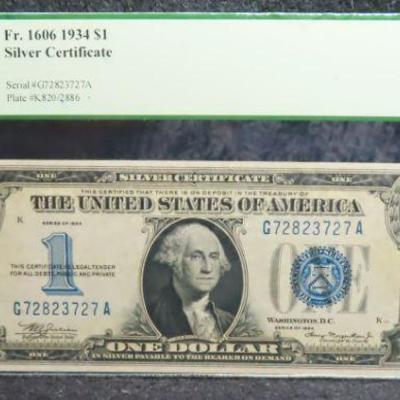 Fr. 1606 1934 $1
Silver Certificate
Serial #G72823727A
Plate #K820/2886
ONE SILVER CERTIFICATE ONE
THIS CERTIFIES THAT THERE IS ON DEPOSIT IN THE TREASURY OF
THE UNITED STATES OF AMERICA
K SERIES OF 1934
G72823727A
1
ONE
THIS CERTIFICATE IS LEGAL TENDER
FOR ALL DEBTS, PUBLIC AND PRIVATE
G72823727A
WASHINGTON, D.C.
K
SERIES OF 1934
ONE DOLLAR
IN SILVER PAYABLE TO THE BEARER ON DEMAND
ONE